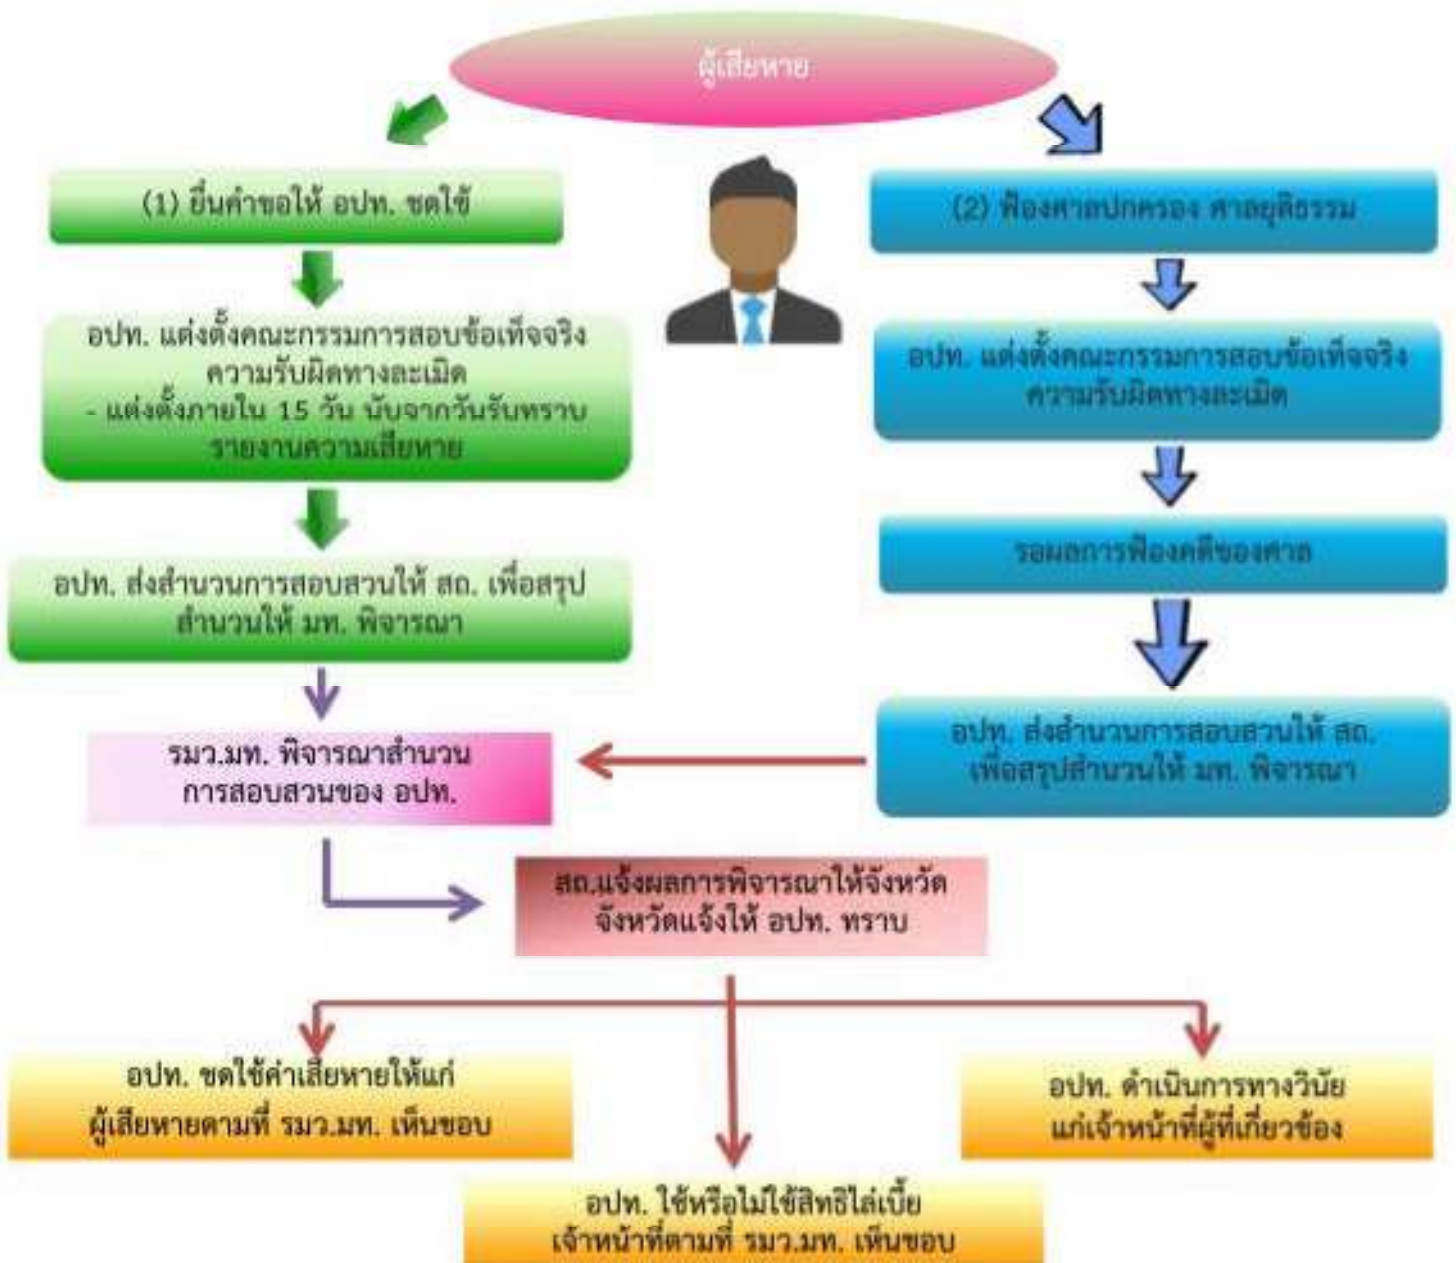 ผู้เสียหาย
(1) ยื่นคำขอให้ อปท. ชดใช้
อปท. แต่งตั้งคณะกรรมการสอบข้อเท็จจริง
ความรับผิดทางละเมิด
- แต่งตั้งภายใน 15 วัน นับจากวันรับทราบ
รายงานความเสียหาย
อปท. ส่งสำนวนการสอบสวนให้ สถ. เพื่อสรุป
สำนวนให้ มท. พิจารณา
(2) ฟ้องศาลปกครอง ศาลยุติธรรม
อปท. แต่งตั้งคณะกรรมการสอบข้อเท็จจริง
ความรับผิดทางละเมิด
รอผลการฟ้องคดีของศาล
อปท. ส่งสำนวนการสอบสวนให้ สถ.
เพื่อสรุปสำนวนให้ มท. พิจารณา
รมว.มท. พิจารณาสำนวน
การสอบสวนของ อปท.
สถ.แจ้งผลการพิจารณาให้จังหวัด
จังหวัดแจ้งให้ อปท. ทราบ
อปท. ชดใช้ค่าเสียหายให้แก่
ผู้เสียหายตามที่ รมว.มท. เห็นชอบ
อปท. ใช้หรือไม่ใช้สิทธิไล่เบี้ย
เจ้าหน้าที่ตามที่ รมว.มท. เห็นชอบ
อปท. ดำเนินการทางวินัย
แก่เจ้าหน้าที่ผู้ที่เกี่ยวข้อง